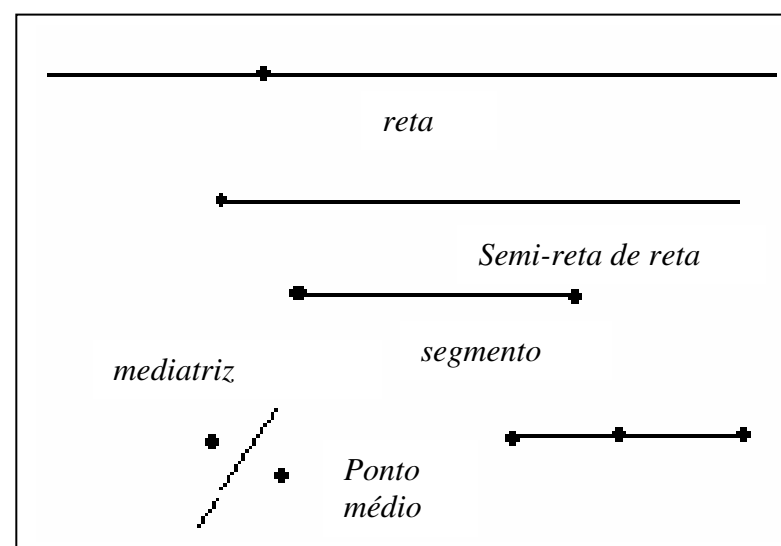 reta
Semi-reta de reta
segmento
mediatriz
Ponto
médio